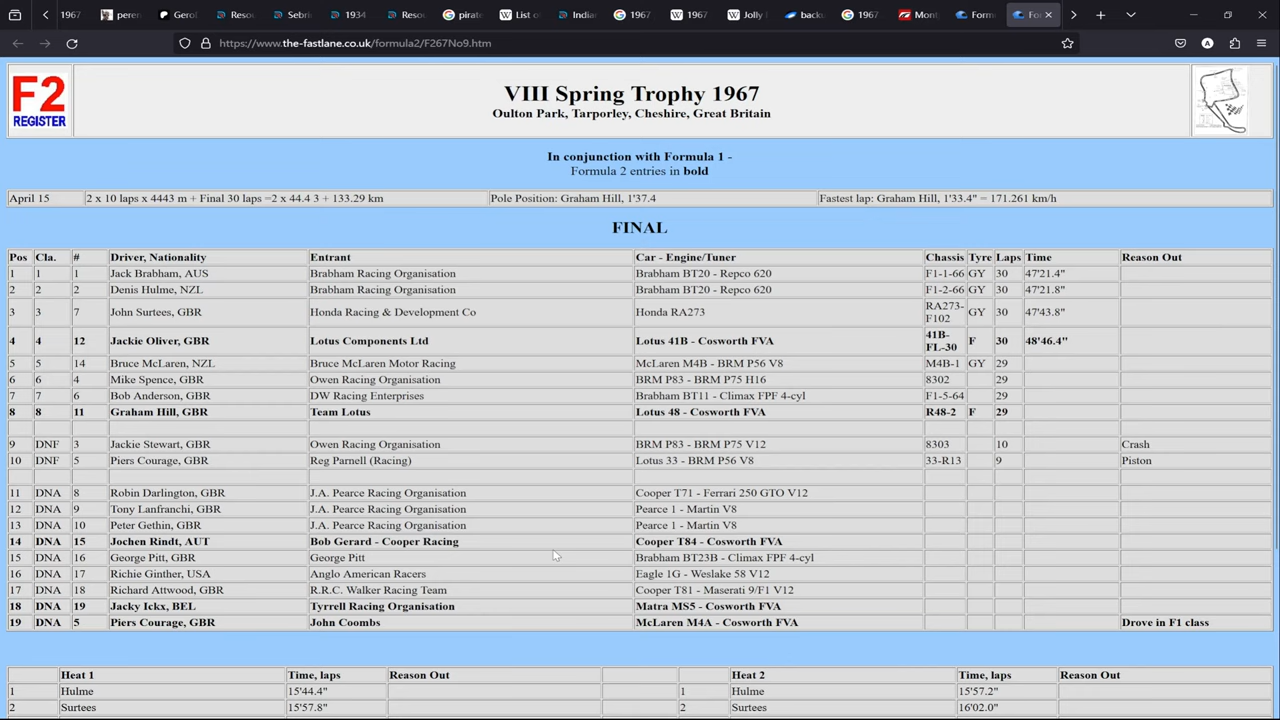 1967
peren
Gerol
Resou
Sebri
1934
Resou
pirate
List o
Indian
1967
1967
Jolly
backu
1967
Mont
Form
For
https://www.the-fastlane.co.uk/formula2/F267No9.htm
F2
REGISTER
VIII Spring Trophy 1967
Oulton Park, Tarporley, Cheshire, Great Britain
In conjunction with Formula 1 -
Formula 2 entries in bold
April 15 2 x 10 laps x 4443 m + Final 30 laps =2 x 44.4 3 + 133.29 km Pole Position: Graham Hill, 1'37.4 Fastest lap: Graham Hill, 1'33.4" = 171.261 km/h
FINAL
Pos Cla. # Driver, Nationality Entrant Car - Engine/Tuner Chassis Tyre Laps Time Reason Out
1 1 1 Jack Brabham, AUS Brabham Racing Organisation Brabham BT20 - Repco 620 F1-1-66 GY 30 47'21.4"
2 2 2 Denis Hulme, NZL Brabham Racing Organisation Brabham BT20 - Repco 620 F1-2-66 GY 30 47'21.8"
3 3 7 John Surtees, GBR Honda Racing & Development Co Honda RA273 RA273-F102 GY 30 47'43.8"
4 4 12 Jackie Oliver, GBR Lotus Components Ltd Lotus 41B - Cosworth FVA 41B-FL-30 F 30 48'46.4"
5 5 14 Bruce McLaren, NZL Bruce McLaren Motor Racing McLaren M4B - BRM P56 V8 M4B-1 GY 29
6 6 4 Mike Spence, GBR Owen Racing Organisation BRM P83 - BRM P75 H16 8302 29
7 7 6 Bob Anderson, GBR DW Racing Enterprises Brabham BT11 - Climax FPF 4-cyl F1-5-64 29
8 8 11 Graham Hill, GBR Team Lotus Lotus 48 - Cosworth FVA R48-2 F 29
9 DNF 3 Jackie Stewart, GBR Owen Racing Organisation BRM P83 - BRM P75 V12 8303 10 Crash
10 DNF 5 Piers Courage, GBR Reg Parnell (Racing) Lotus 33 - BRM P56 V8 33-R13 9 Piston
11 DNA 8 Robin Darlington, GBR J.A. Pearce Racing Organisation Cooper T71 - Ferrari 250 GTO V12
12 DNA 9 Tony Lanfranchi, GBR J.A. Pearce Racing Organisation Pearce 1 - Martin V8
13 DNA 10 Peter Gethin, GBR J.A. Pearce Racing Organisation Pearce 1 - Martin V8
14 DNA 15 Jochen Rindt, AUT Bob Gerard - Cooper Racing Cooper T84 - Cosworth FVA
15 DNA 16 George Pitt, GBR George Pitt Brabham BT23B - Climax FPF 4-cyl
16 DNA 17 Richie Ginther, USA Anglo American Racers Eagle 1G - Weslake 58 V12
17 DNA 18 Richard Attwood, GBR R.R.C. Walker Racing Team Cooper T81 - Maserati 9/F1 V12
18 DNA 19 Jacky Ickx, BEL Tyrrell Racing Organisation Matra MS5 - Cosworth FVA
19 DNA 5 Piers Courage, GBR John Coombs McLaren M4A - Cosworth FVA Drove in F1 class
Heat 1 Time, laps Reason Out Heat 2 Time, laps Reason Out
1 Hulme 15'44.4" 1 Hulme 15'57.2"
2 Surtees 15'57.8" 2 Surtees 16'02.0"